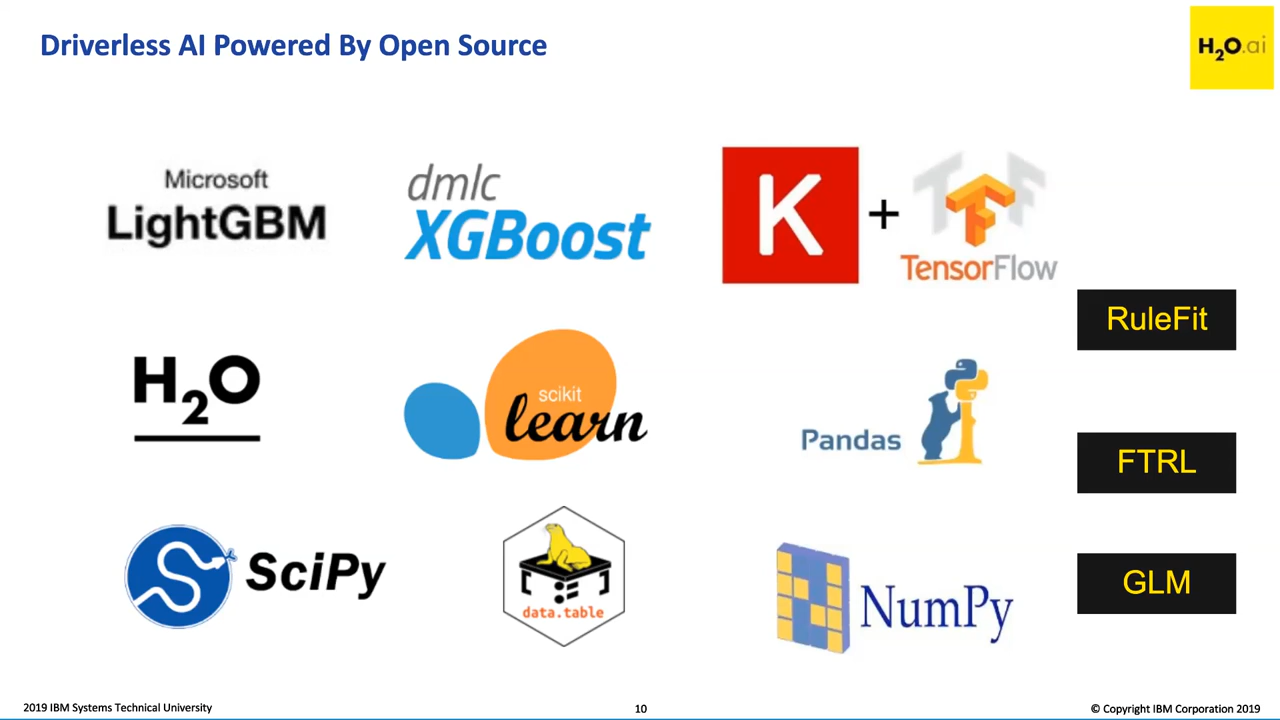 Driverless AI Powered By Open Source
H2O.ai
Microsoft
LightGBM
dmlc
XGBoost
K
+
TF
TensorFlow
RuleFit
H2O
scikit
learn
Pandas
FTRL
SciPy
data.table
NumPy
GLM
2019 IBM Systems Technical University
10
© Copyright IBM Corporation 2019